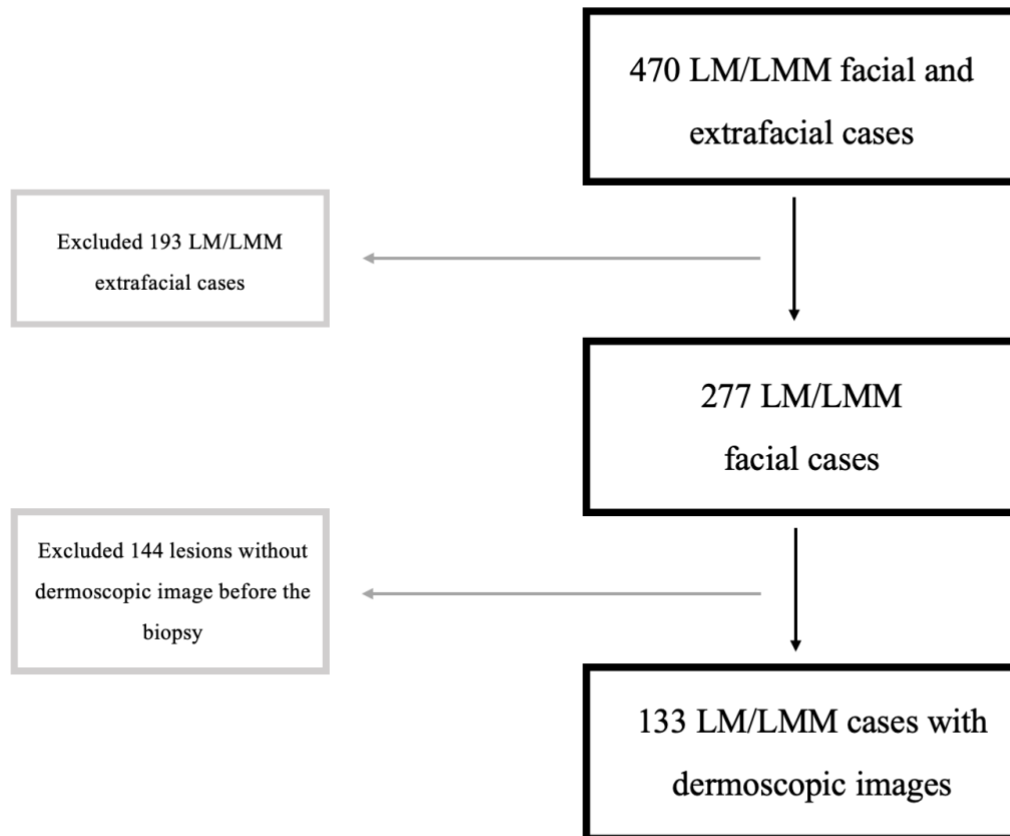 470 LM/LMM facial and
extrafacial cases
Excluded 193 LM/LMM
extrafacial cases
277 LM/LMM
facial cases
Excluded 144 lesions without
dermoscopic image before the
biopsy
133 LM/LMM cases with
dermoscopic images